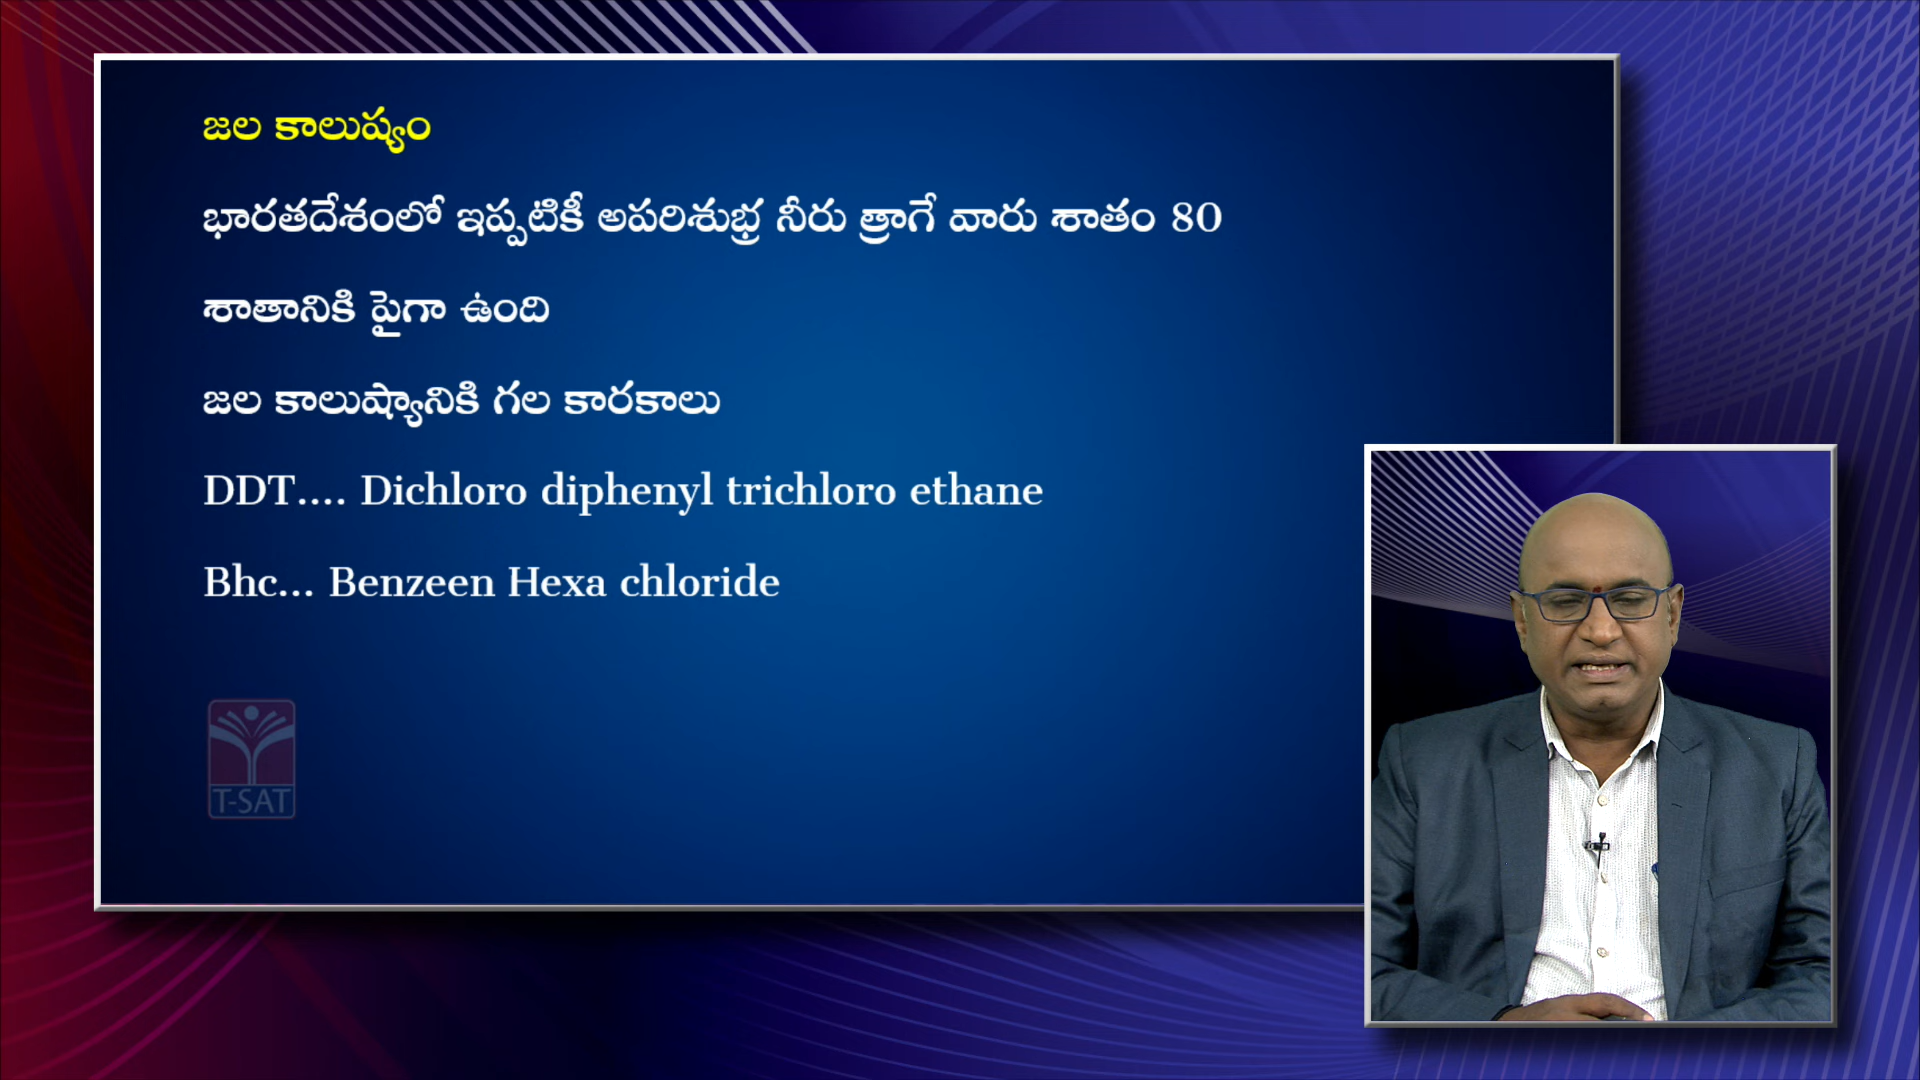 జల కాలుష్యం
భారతదేశంలో ఇప్పటికీ అపరిశుభ్ర నీరు త్రాగే వారు శాతం 80
శాతానికి పైగా ఉంది
జల కాలుష్యానికి గల కారకాలు
DDT.... Dichloro diphenyl trichloro ethane
Bhc... Benzeen Hexa chloride
T-SAT